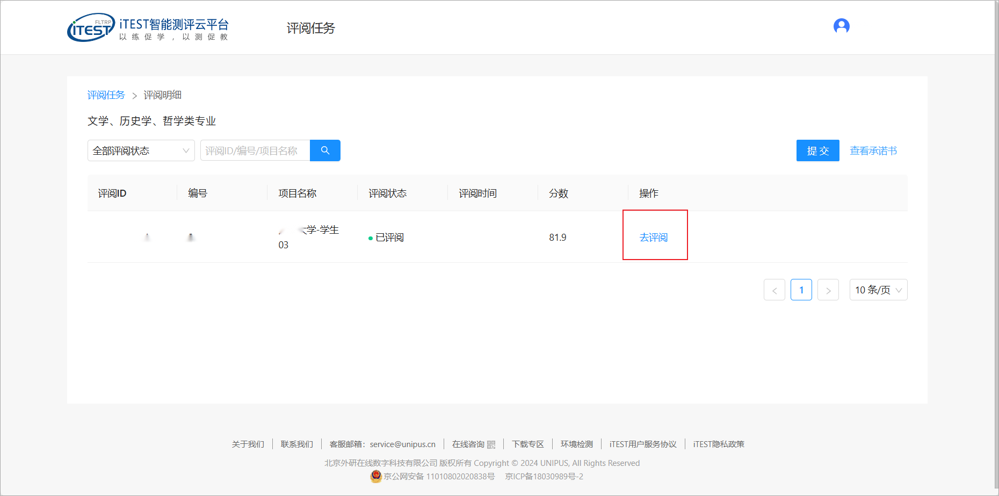 FLTRP
iTEST
iTEST智能测评云平台
以练促学，以测促教
评阅任务
评阅任务 > 评阅明细
文学、历史学、哲学类专业
全部评阅状态
评阅ID/编号/项目名称
提 交
查看承诺书
评阅ID
编号
项目名称
评阅状态
评阅时间
分数
操作
学-学生
03
已评阅
81.9
去评阅
<
1
>
10 条/页
关于我们
联系我们
客服邮箱：service@unipus.cn
在线咨询
下载专区
环境检测
iTEST用户服务协议
iTEST隐私政策
北京外研在线数字科技有限公司 版权所有 Copyright © 2024 UNIPUS, All Rights Reserved
京公网安备 11010802020838号 京ICP备18030989号-2